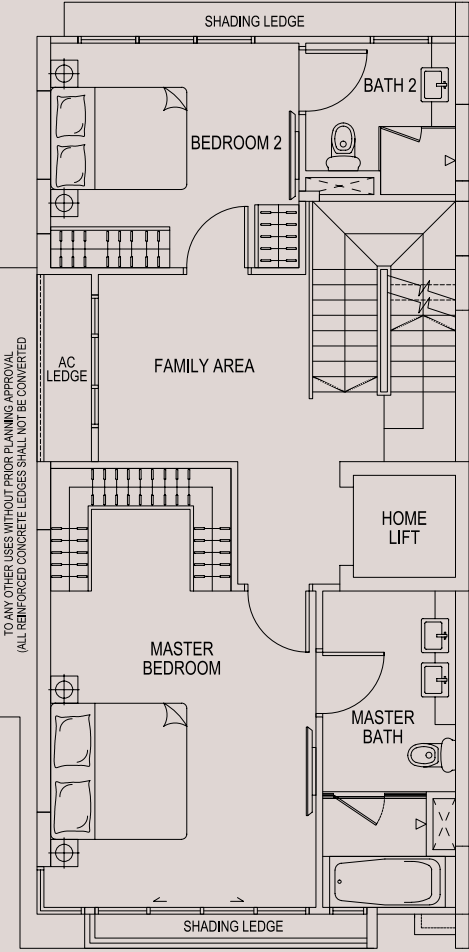 SHADING LEDGE
BATH 2
BEDROOM 2
AC
LEDGE
FAMILY AREA
TO ANY OTHER USES WITHOUT PRIOR PLANNING APPROVAL
(ALL REINFORCED CONCRETE LEDGES SHALL NOT BE CONVERTED
HOME
LIFT
MASTER
BEDROOM
MASTER
BATH
SHADING LEDGE